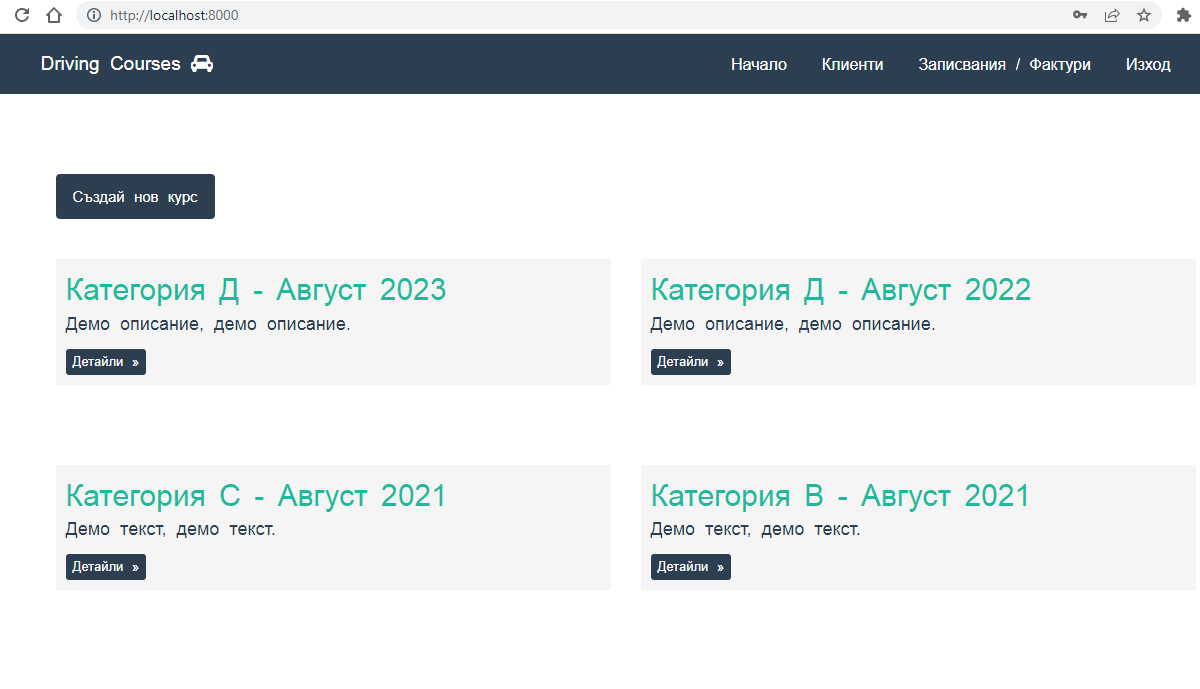 http://localhost:8000
Driving Courses
Начало Клиенти Записвания / Фактури Изход
Създай нов курс
Категория Д - Август 2023
Демо описание, демо описание.
Детайли »
Категория Д - Август 2022
Демо описание, демо описание.
Детайли »
Категория С - Август 2021
Демо текст, демо текст.
Детайли »
Категория В - Август 2021
Демо текст, демо текст.
Детайли »